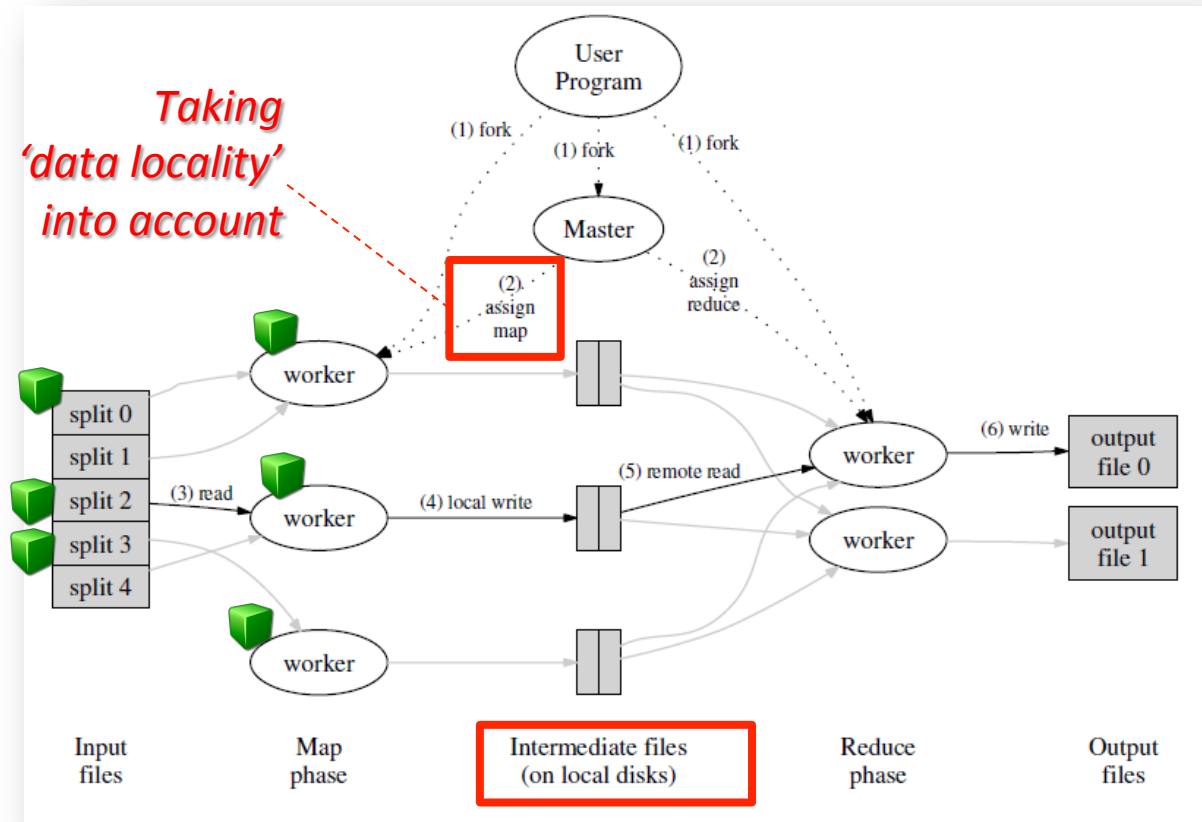 User
Program
Taking
‘data locality’
into account
(1) fork
(1) fork
(1) fork
Master
(2)
assign
map
(2)
assign
reduce
worker
split 0
split 1
split 2
split 3
split 4
(3) read
worker
(4) local write
(5) remote read
worker
(6) write
output
file 0
worker
output
file 1
worker
Input
files
Map
phase
Intermediate files
(on local disks)
Reduce
phase
Output
files